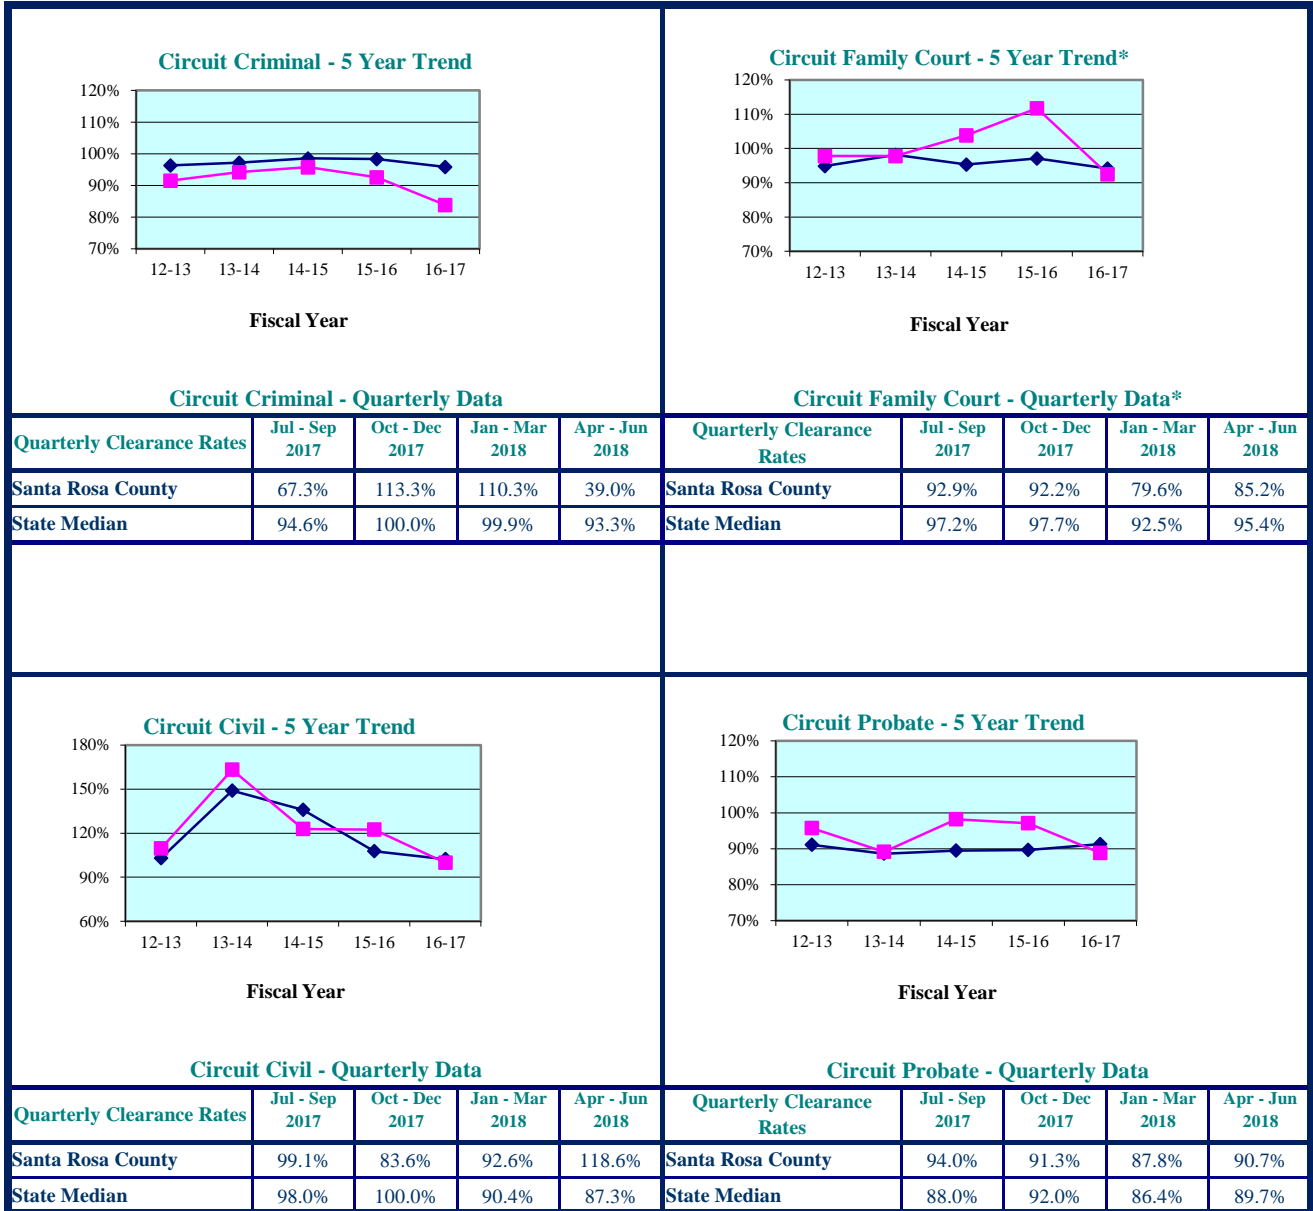 Circuit Criminal - 5 Year Trend
120%
110%
100%
90%
80%
70%
12-13 13-14 14-15 15-16 16-17
Fiscal Year
Circuit Criminal - Quarterly Data
Quarterly Clearance Rates Jul - Sep 2017 Oct - Dec 2017 Jan - Mar 2018 Apr - Jun 2018
Santa Rosa County 67.3% 113.3% 110.3% 39.0%
State Median 94.6% 100.0% 99.9% 93.3%
Circuit Family Court - 5 Year Trend*
120%
110%
100%
90%
80%
70%
12-13 13-14 14-15 15-16 16-17
Fiscal Year
Circuit Family Court - Quarterly Data*
Quarterly Clearance Rates Jul - Sep 2017 Oct - Dec 2017 Jan - Mar 2018 Apr - Jun 2018
Santa Rosa County 92.9% 92.2% 79.6% 85.2%
State Median 97.2% 97.7% 92.5% 95.4%
Circuit Civil - 5 Year Trend
180%
150%
120%
90%
60%
12-13 13-14 14-15 15-16 16-17
Fiscal Year
Circuit Civil - Quarterly Data
Quarterly Clearance Rates Jul - Sep 2017 Oct - Dec 2017 Jan - Mar 2018 Apr - Jun 2018
Santa Rosa County 99.1% 83.6% 92.6% 118.6%
State Median 98.0% 100.0% 90.4% 87.3%
Circuit Probate - 5 Year Trend
120%
110%
100%
90%
80%
70%
12-13 13-14 14-15 15-16 16-17
Fiscal Year
Circuit Probate - Quarterly Data
Quarterly Clearance Rates Jul - Sep 2017 Oct - Dec 2017 Jan - Mar 2018 Apr - Jun 2018
Santa Rosa County 94.0% 91.3% 87.8% 90.7%
State Median 88.0% 92.0% 86.4% 89.7%